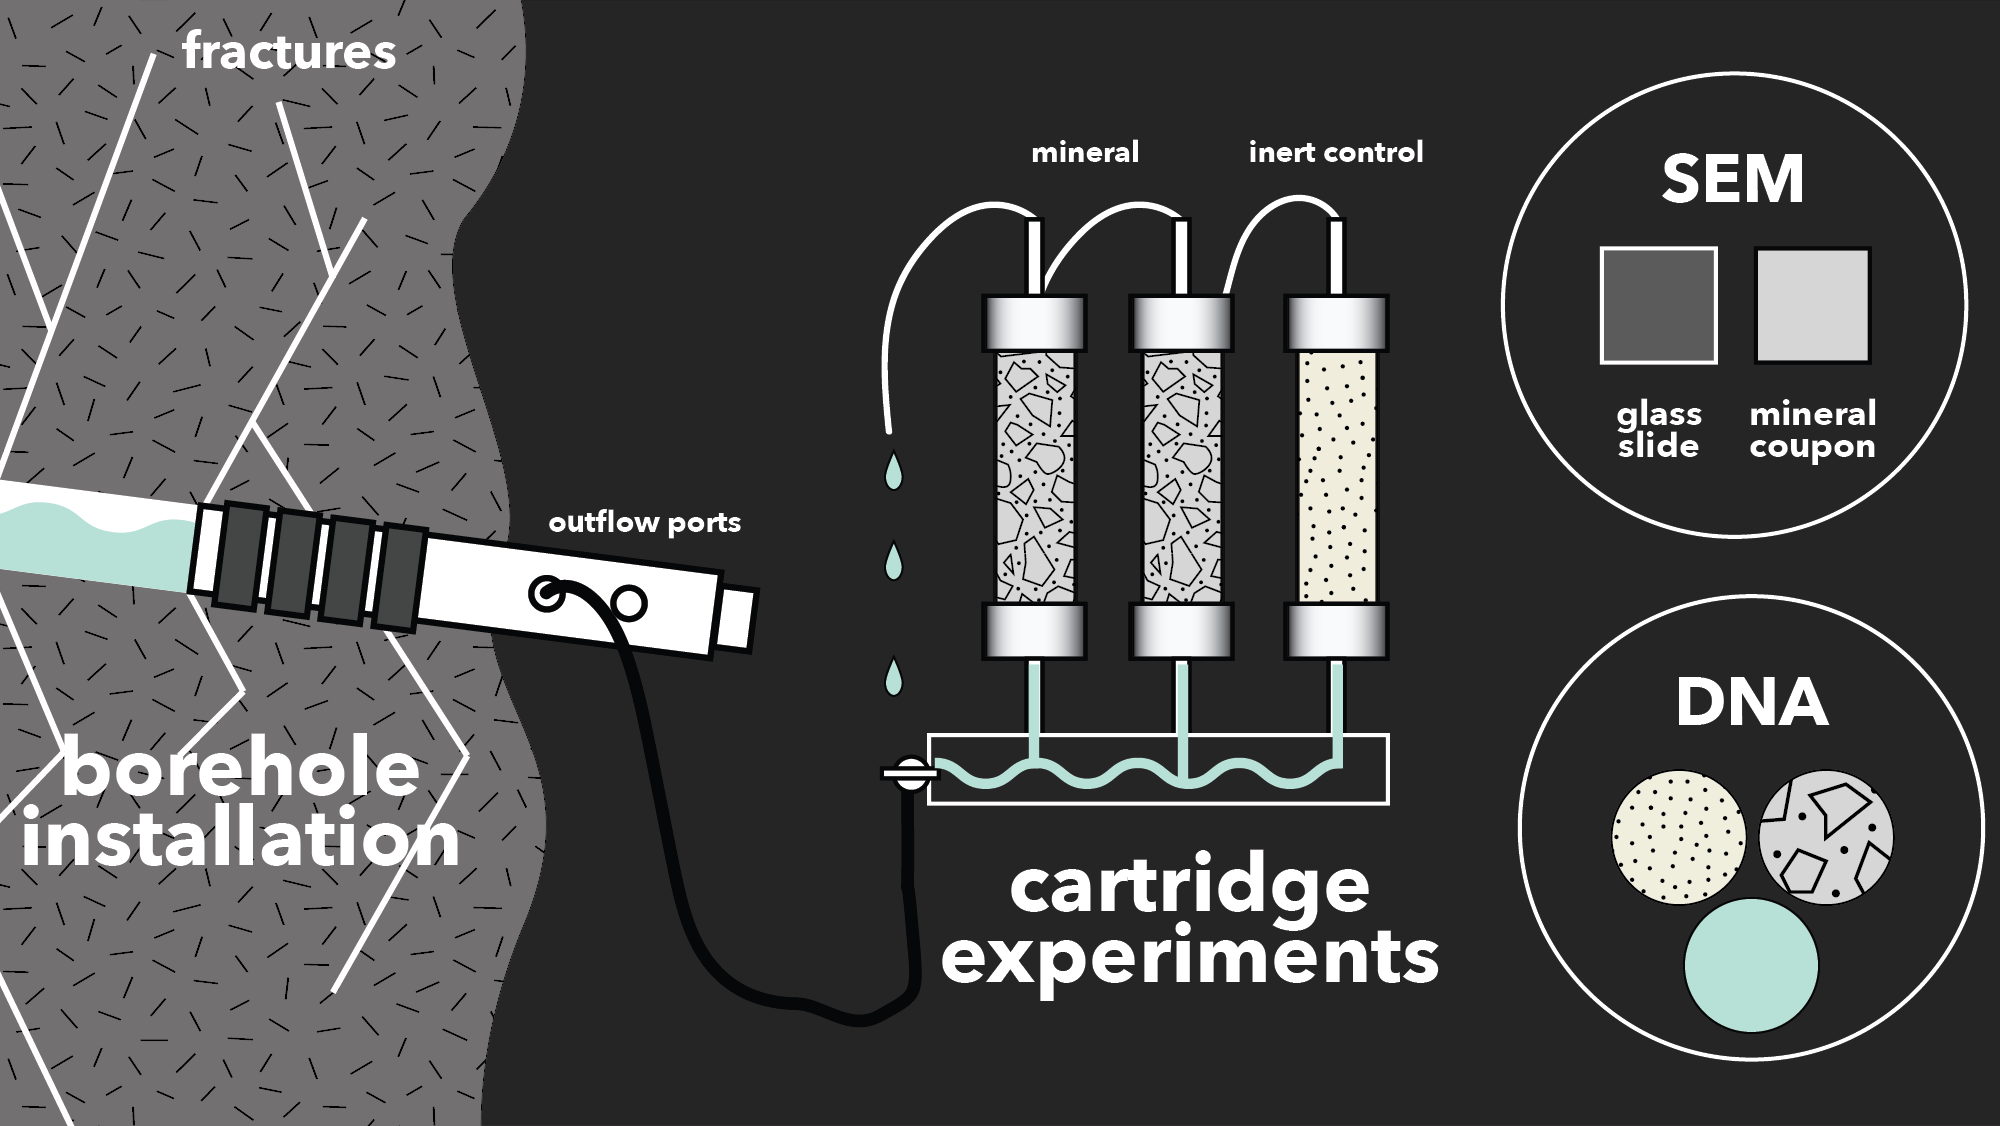 fractures
mineral
inert control
SEM
glass
slide
mineral
coupon
outflow ports
DNA
borehole
installation
cartridge
experiments